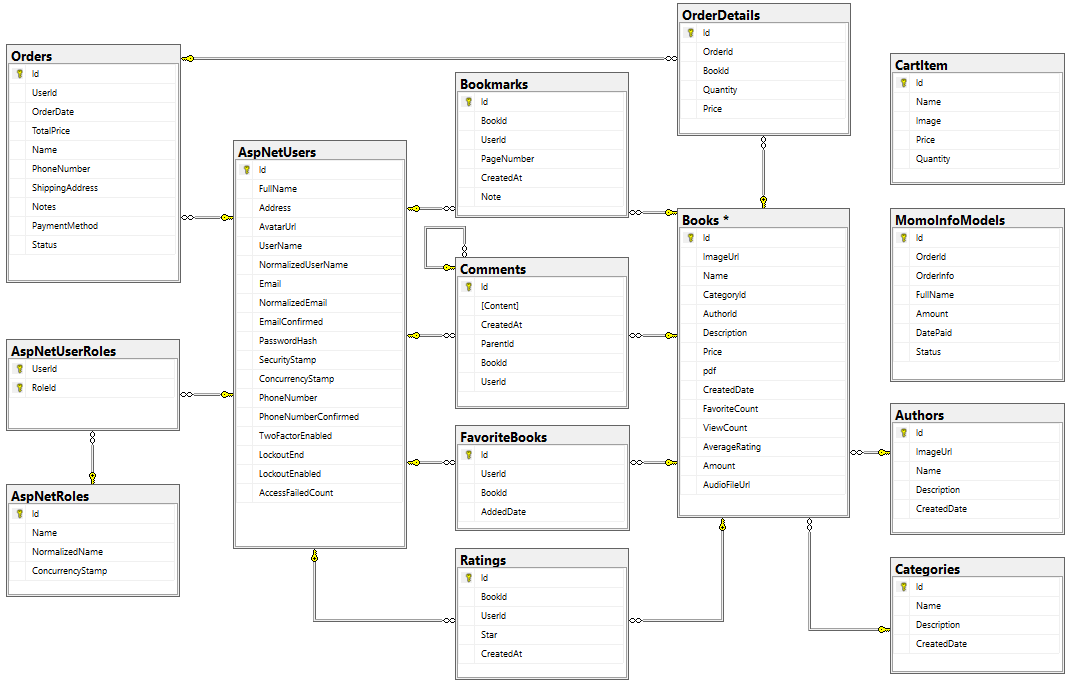 Orders
Id
UserId
OrderDate
TotalPrice
Name
PhoneNumber
ShippingAddress
Notes
PaymentMethod
Status
AspNetUserRoles
UserId
RoleId
AspNetRoles
Id
Name
NormalizedName
ConcurrencyStamp
AspNetUsers
Id
FullName
Address
AvatarUrl
UserName
NormalizedUserName
Email
NormalizedEmail
EmailConfirmed
PasswordHash
SecurityStamp
ConcurrencyStamp
PhoneNumber
PhoneNumberConfirmed
TwoFactorEnabled
LockoutEnd
LockoutEnabled
AccessFailedCount
Bookmarks
Id
BookId
UserId
PageNumber
CreatedAt
Note
Comments
Id
[Content]
CreatedAt
ParentId
BookId
UserId
FavoriteBooks
Id
UserId
BookId
AddedDate
Ratings
Id
BookId
UserId
Star
CreatedAt
OrderDetails
Id
OrderId
BookId
Quantity
Price
Books *
Id
ImageUrl
Name
CategoryId
AuthorId
Description
Price
pdf
CreatedDate
FavoriteCount
ViewCount
AverageRating
Amount
AudioFileUrl
CartItem
Id
Name
Image
Price
Quantity
MomoInfoModels
Id
OrderId
OrderInfo
FullName
Amount
DatePaid
Status
Authors
Id
ImageUrl
Name
Description
CreatedDate
Categories
Id
Name
Description
CreatedDate